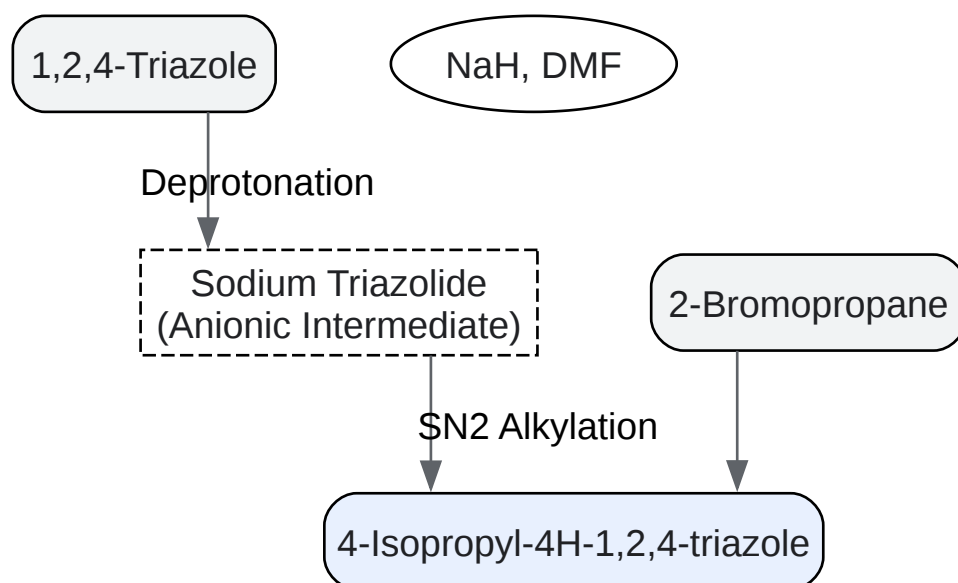 1,2,4-Triazole
NaH, DMF
Deprotonation
Sodium Triazolide
(Anionic Intermediate)
2-Bromopropane
SN2 Alkylation
4-Isopropyl-4H-1,2,4-triazole